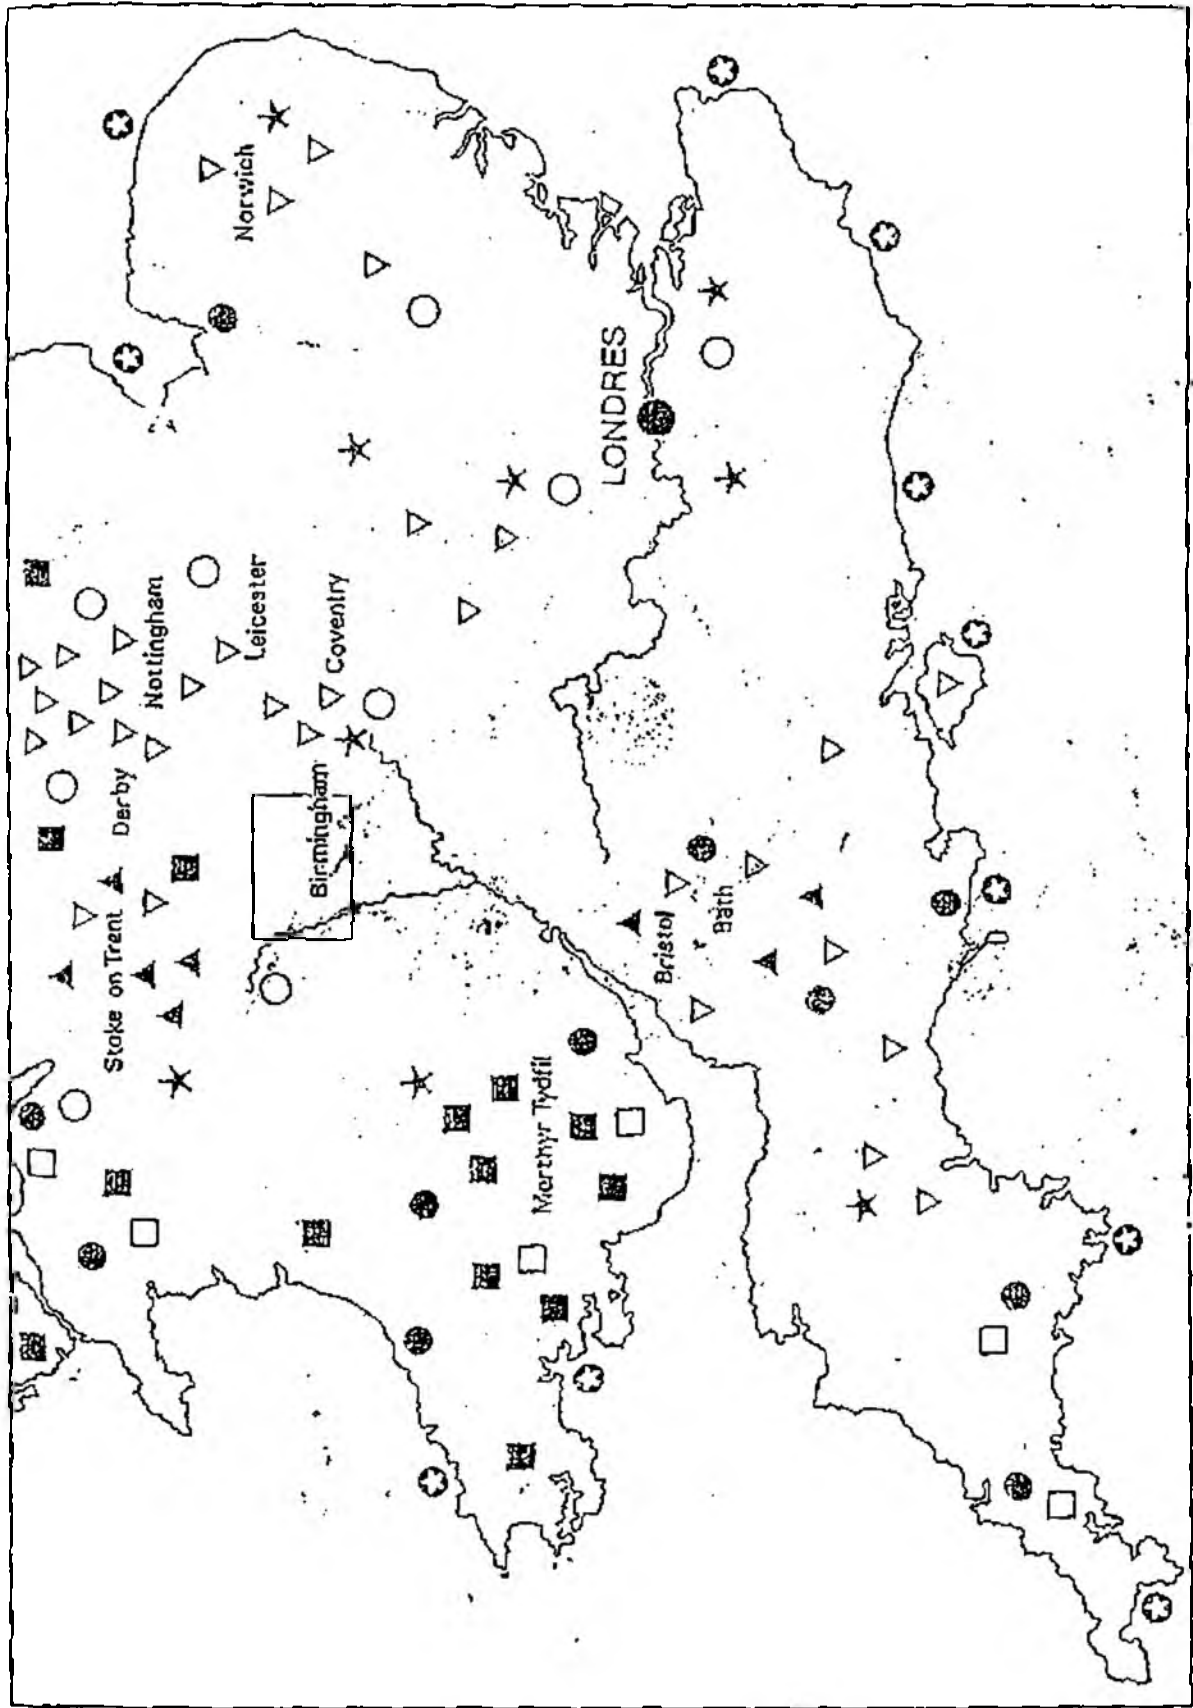 Norwich
LONDRES
Nottingham
Leicester
Coventry
Derby
Birmingham
Stoke on Trent
Bristol
Bath
Merthyr Tydfil